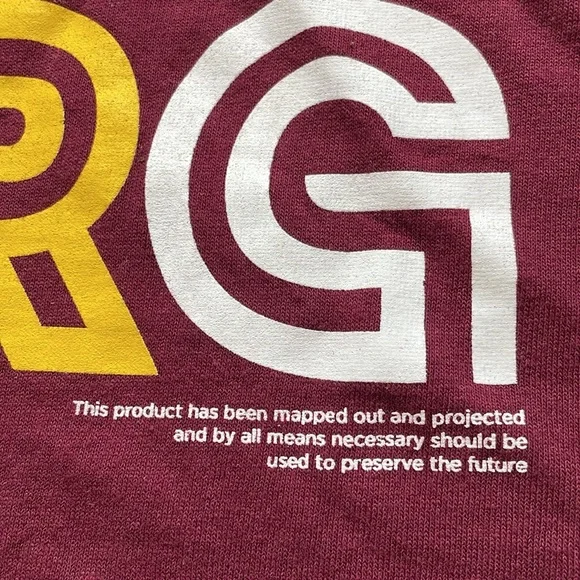 RG
This product has been mapped out and projected
and by all means necessary should be
used to preserve the future